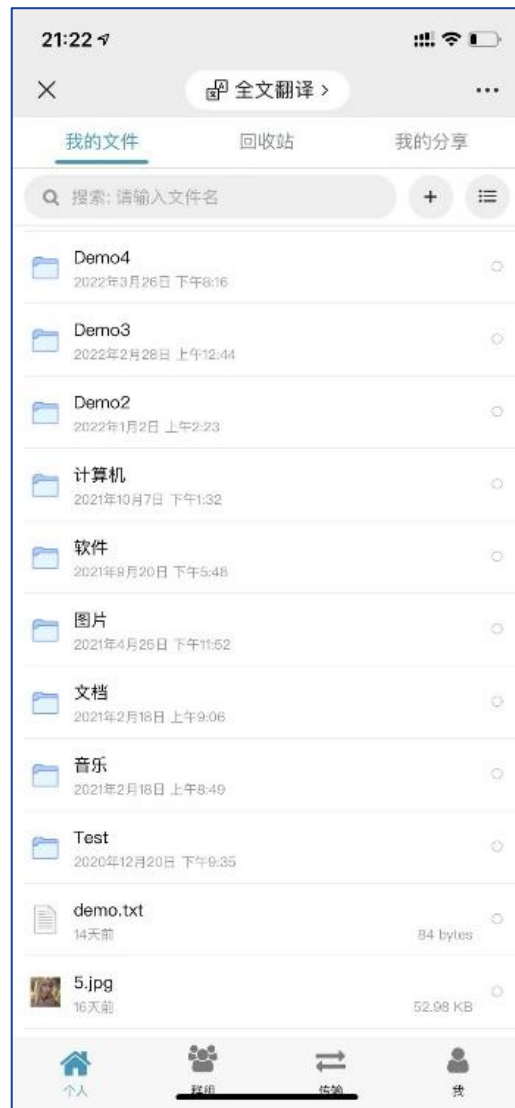 21:22
全文翻译 >
我的文件 回收站 我的分享
搜索: 请输入文件名
Demo4
2022年3月26日 下午8:16
Demo3
2022年2月28日 上午12:44
Demo2
2022年1月2日 上午2:23
计算机
2021年10月7日 下午1:32
软件
2021年9月20日 下午5:48
图片
2021年4月25日 下午11:52
文档
2021年2月18日 上午9:06
音乐
2021年2月18日 上午8:49
Test
2020年12月20日 下午9:35
demo.txt
14天前 84 bytes
5.jpg
16天前 52.98 KB
个人 群组 传输 我